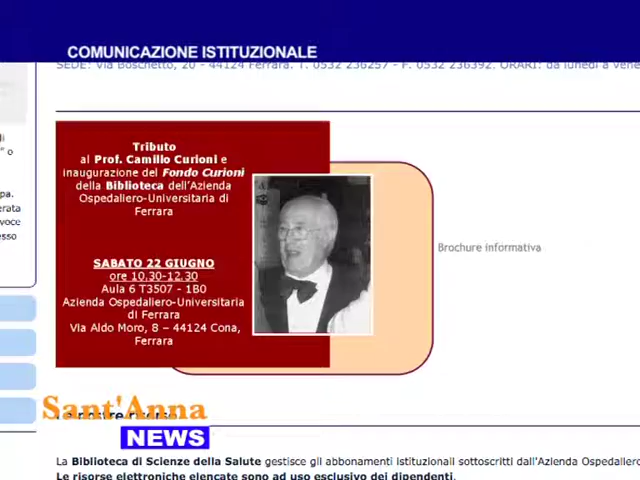 COMUNICAZIONE ISTITUZIONALE
SEDE: Via Boschetto, 20 - 44124 Ferrara. T. 0532 236257 - F. 0532 236392. ORARI: da lunedì a
Tributo
al Prof. Camillo Curioni e
inaugurazione del Fondo Curioni
della Biblioteca dell'Azienda
Ospedaliero-Universitaria di
Ferrara
SABATO 22 GIUGNO
ore 10.30-12.30
Aula 6 T3507 - 1B0
Azienda Ospedaliero-Universitaria
di Ferrara
Via Aldo Moro, 8 – 44124 Cona,
Ferrara
Brochure informativa
Sant'Anna
NEWS
La Biblioteca di Scienze della Salute gestisce gli abbonamenti istituzionali sottoscritti dall'Azienda Ospedaliero
Le risorse elettroniche elencate sono ad uso esclusivo dei dipendenti.